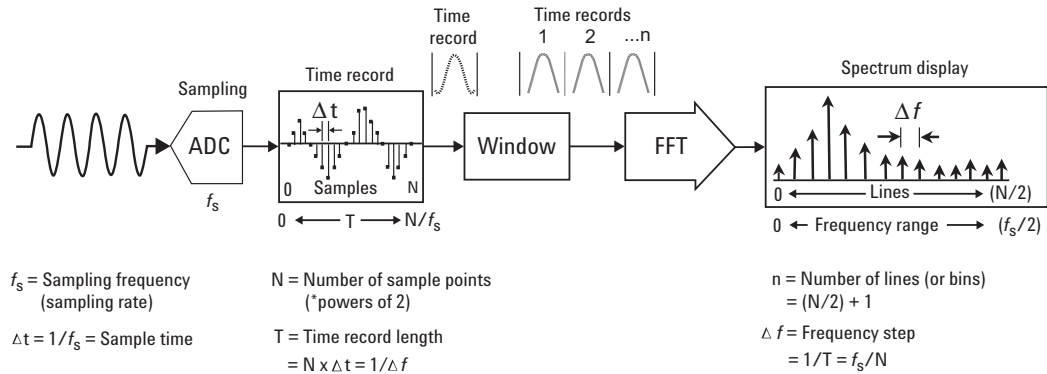 Time
record
Time records
1 2 ...n
Sampling
Time record
Spectrum display
Δt
Δf
ADC
Window
FFT
0 Samples N
fs
0 T N/fs
0 Lines (N/2)
0 Frequency range (fs/2)
fs = Sampling frequency
(sampling rate)
Δt = 1/fs = Sample time
N = Number of sample points
(*powers of 2)
T = Time record length
= N x Δt = 1/Δf
n = Number of lines (or bins)
= (N/2) + 1
Δ f = Frequency step
= 1/T = fs/N